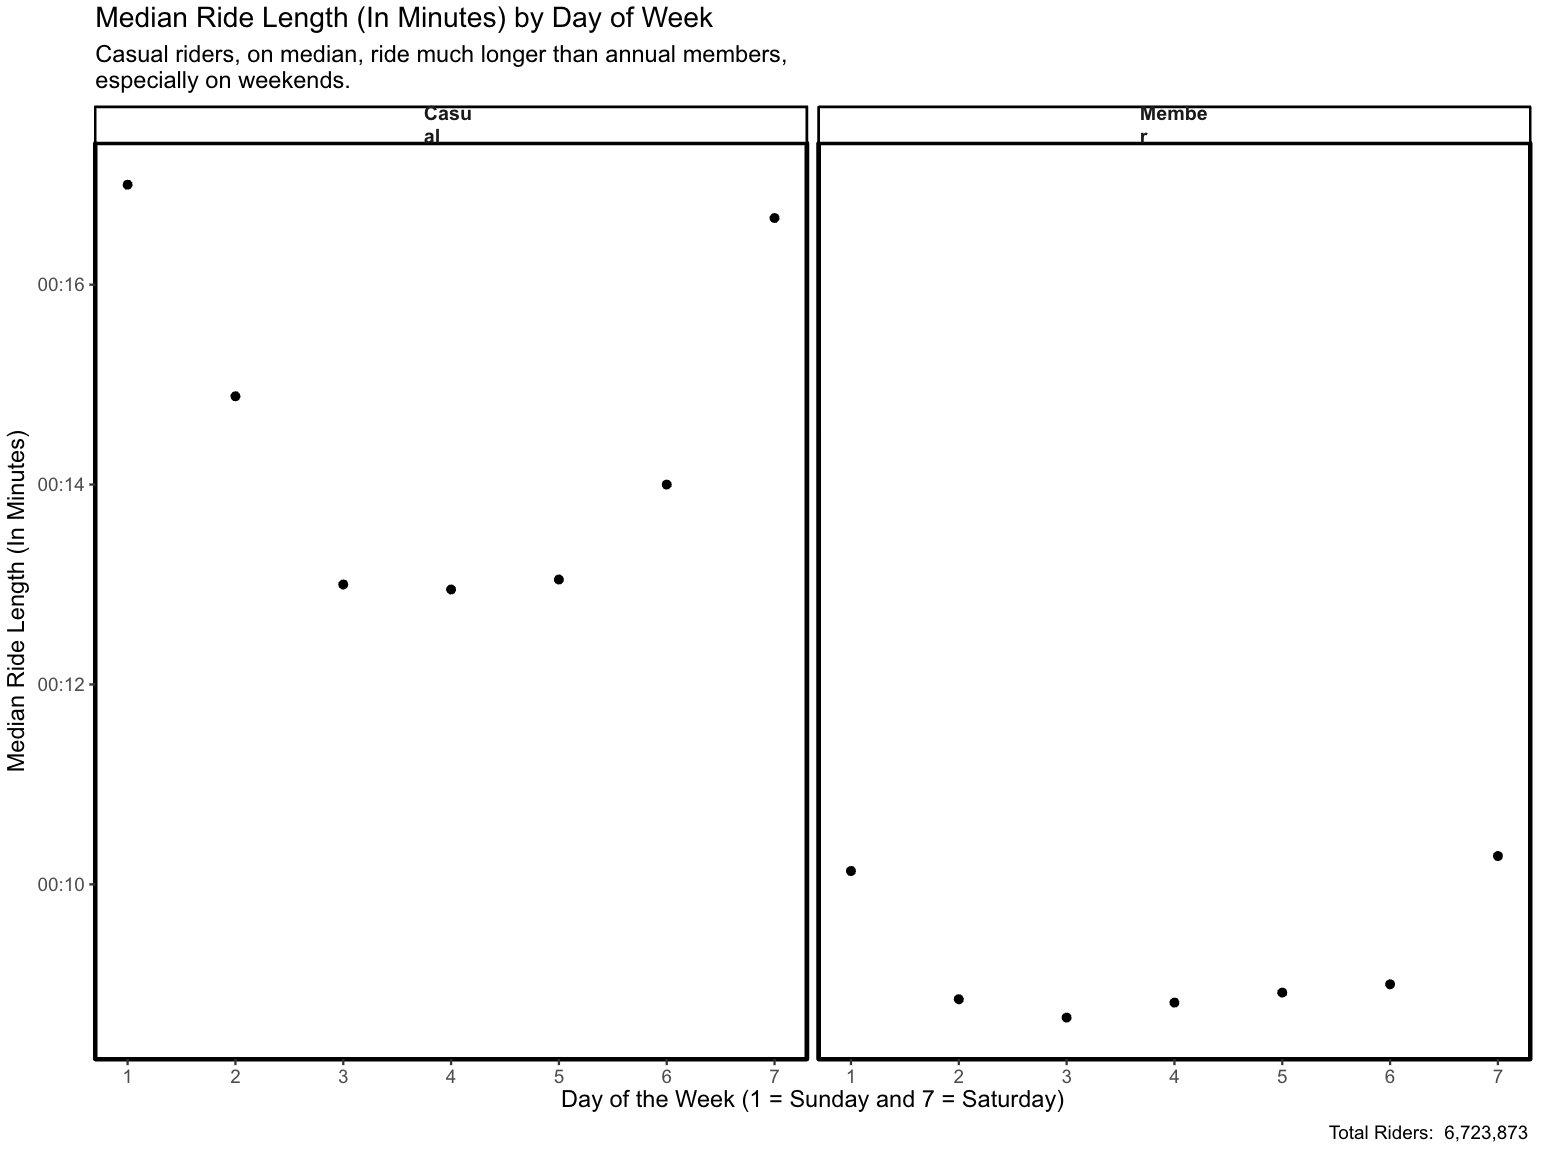 Median Ride Length (In Minutes) by Day of Week
Casual riders, on median, ride much longer than annual members,
especially on weekends.
Casu
al
Membe
r
Median Ride Length (In Minutes)
00:16
00:14
00:12
00:10
1 2 3 4 5 6 7
1 2 3 4 5 6 7
Day of the Week (1 = Sunday and 7 = Saturday)
Total Riders:  6,723,873